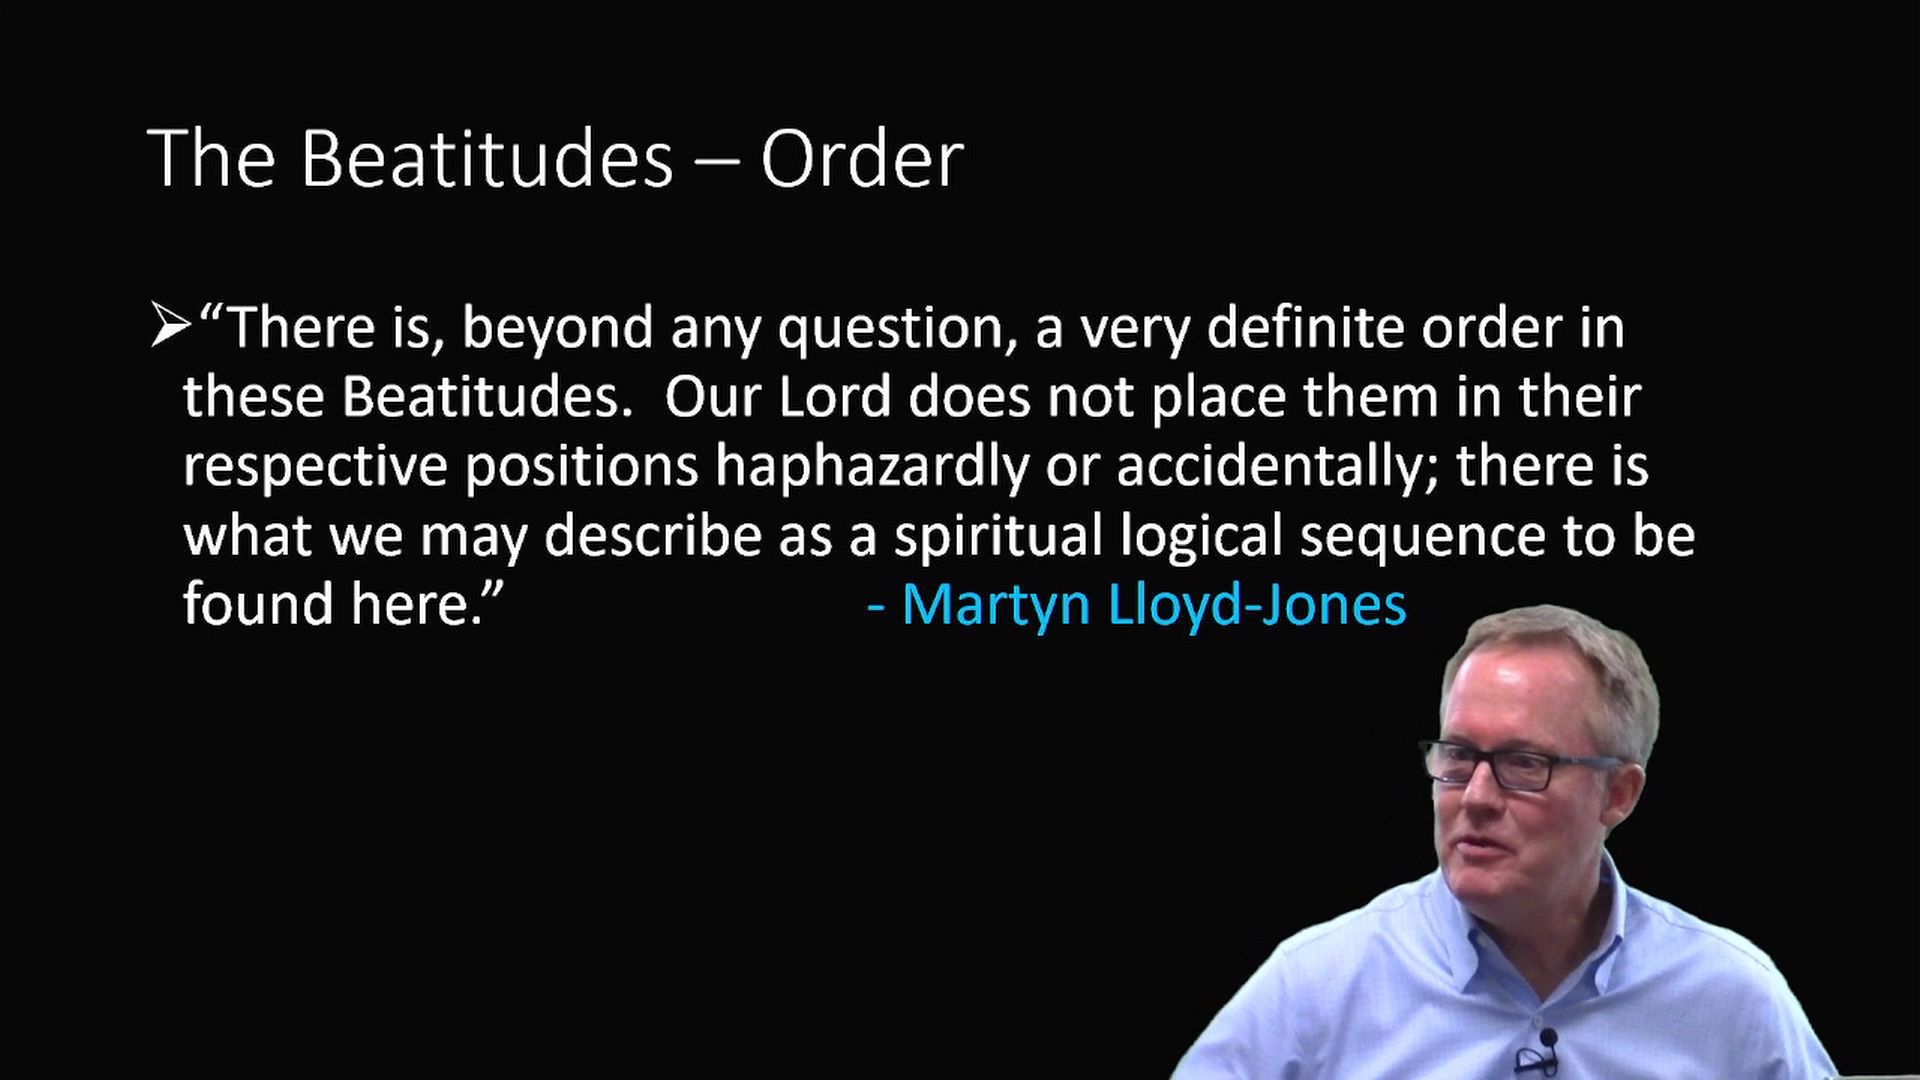 The Beatitudes – Order
➢“There is, beyond any question, a very definite order in
these Beatitudes.  Our Lord does not place them in their
respective positions haphazardly or accidentally; there is
what we may describe as a spiritual logical sequence to be
found here.” - Martyn Lloyd-Jones